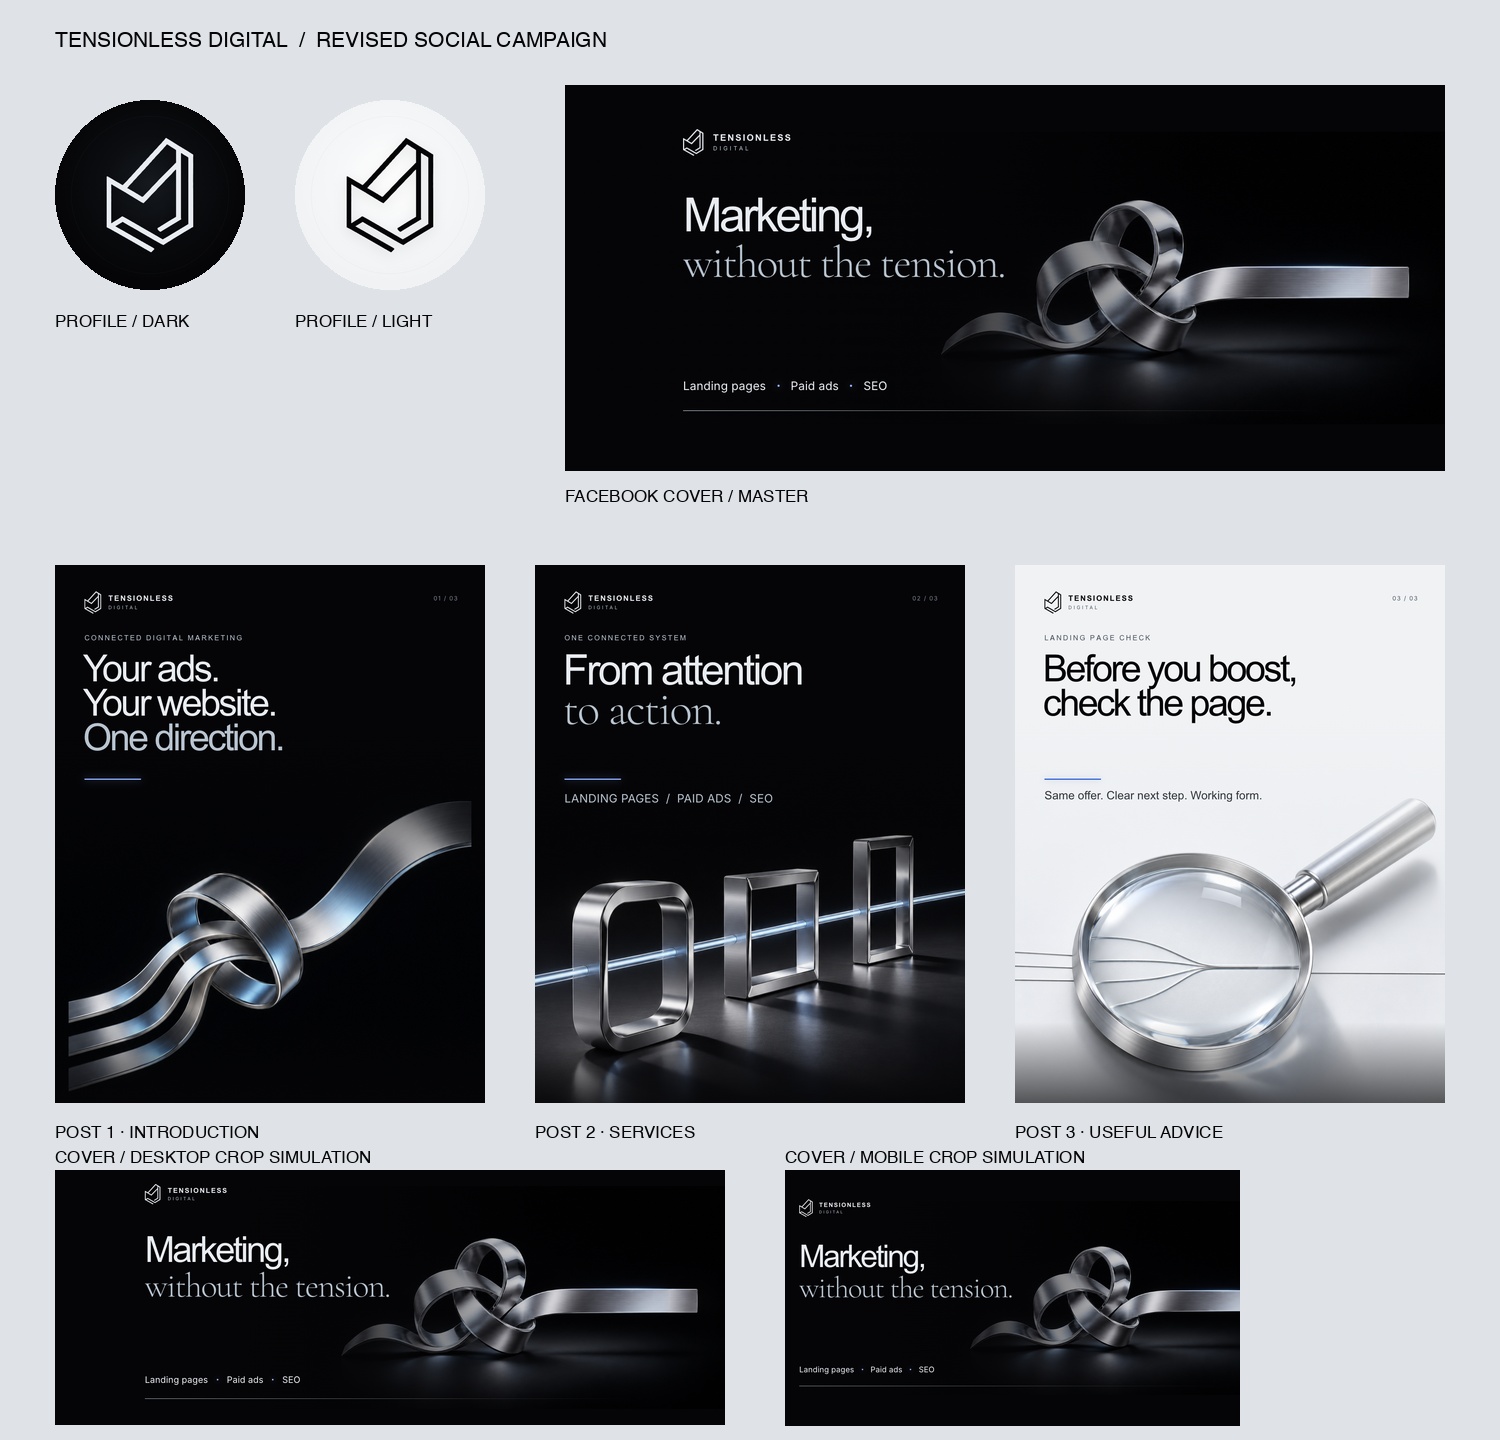 TENSIONLESS DIGITAL / REVISED SOCIAL CAMPAIGN
PROFILE / DARK
PROFILE / LIGHT
TENSIONLESS
DIGITAL
Marketing,
without the tension.
Landing pages · Paid ads · SEO
FACEBOOK COVER / MASTER
TENSIONLESS
DIGITAL
01 / 03
CONNECTED DIGITAL MARKETING
Your ads.
Your website.
One direction.
POST 1 · INTRODUCTION
TENSIONLESS
DIGITAL
02 / 03
ONE CONNECTED SYSTEM
From attention
to action.
LANDING PAGES / PAID ADS / SEO
POST 2 · SERVICES
TENSIONLESS
DIGITAL
03 / 03
LANDING PAGE CHECK
Before you boost,
check the page.
Same offer. Clear next step. Working form.
POST 3 · USEFUL ADVICE
COVER / DESKTOP CROP SIMULATION
TENSIONLESS
DIGITAL
Marketing,
without the tension.
Landing pages · Paid ads · SEO
COVER / MOBILE CROP SIMULATION
TENSIONLESS
DIGITAL
Marketing,
without the tension.
Landing pages · Paid ads · SEO